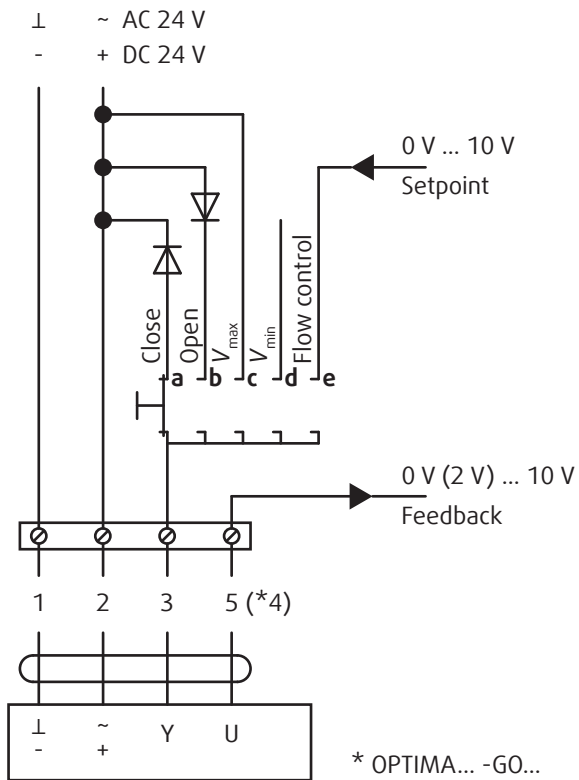 ⊥ ~ AC 24 V
- + DC 24 V
0 V ... 10 V
Setpoint
Close
Open
Vmax
Vmin
Flow control
a b c d e
0 V (2 V) ... 10 V
Feedback
1 2 3 5 (*4)
⊥ ~ Y U
- +
* OPTIMA... -GO...